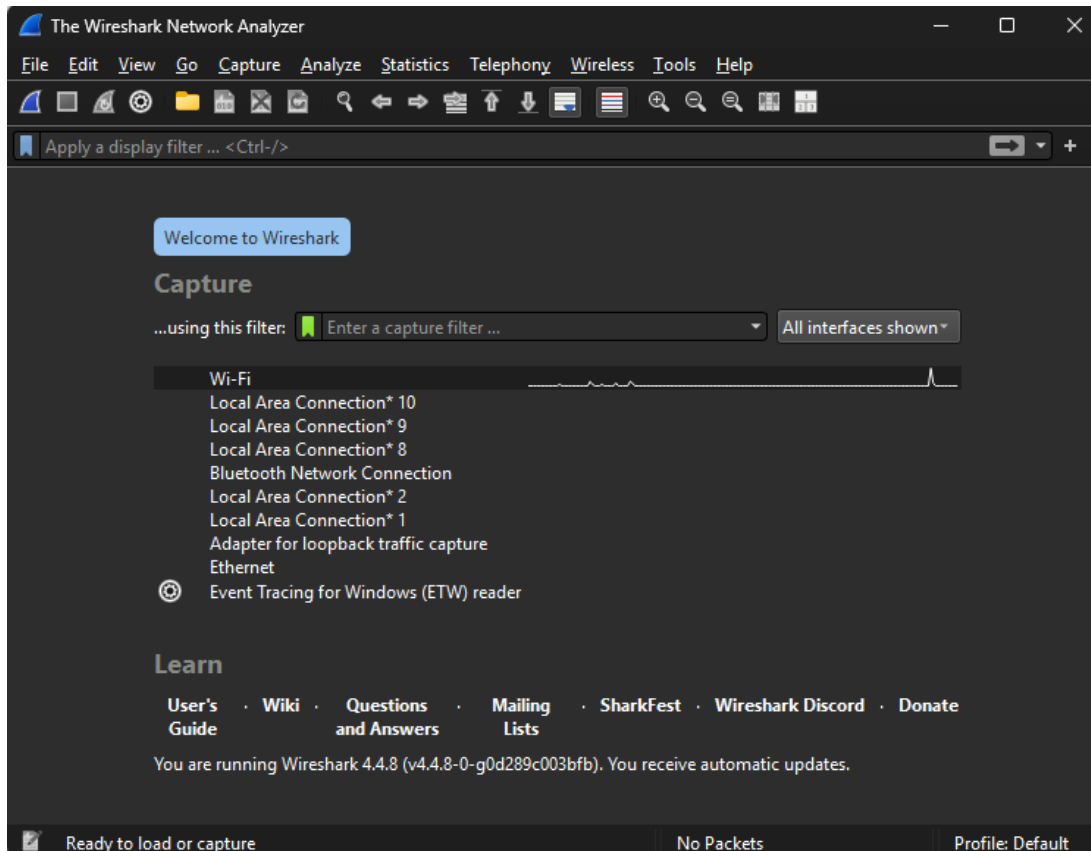 The Wireshark Network Analyzer
File Edit View Go Capture Analyze Statistics Telephony Wireless Tools Help
Apply a display filter ... <Ctrl-/>
Welcome to Wireshark
Capture
...using this filter: Enter a capture filter ... All interfaces shown
Wi-Fi
Local Area Connection* 10
Local Area Connection* 9
Local Area Connection* 8
Bluetooth Network Connection
Local Area Connection* 2
Local Area Connection* 1
Adapter for loopback traffic capture
Ethernet
Event Tracing for Windows (ETW) reader
Learn
User's Guide · Wiki · Questions and Answers · Mailing Lists · SharkFest · Wireshark Discord · Donate
You are running Wireshark 4.4.8 (v4.4.8-0-g0d289c003bfb). You receive automatic updates.
Ready to load or capture No Packets Profile: Default